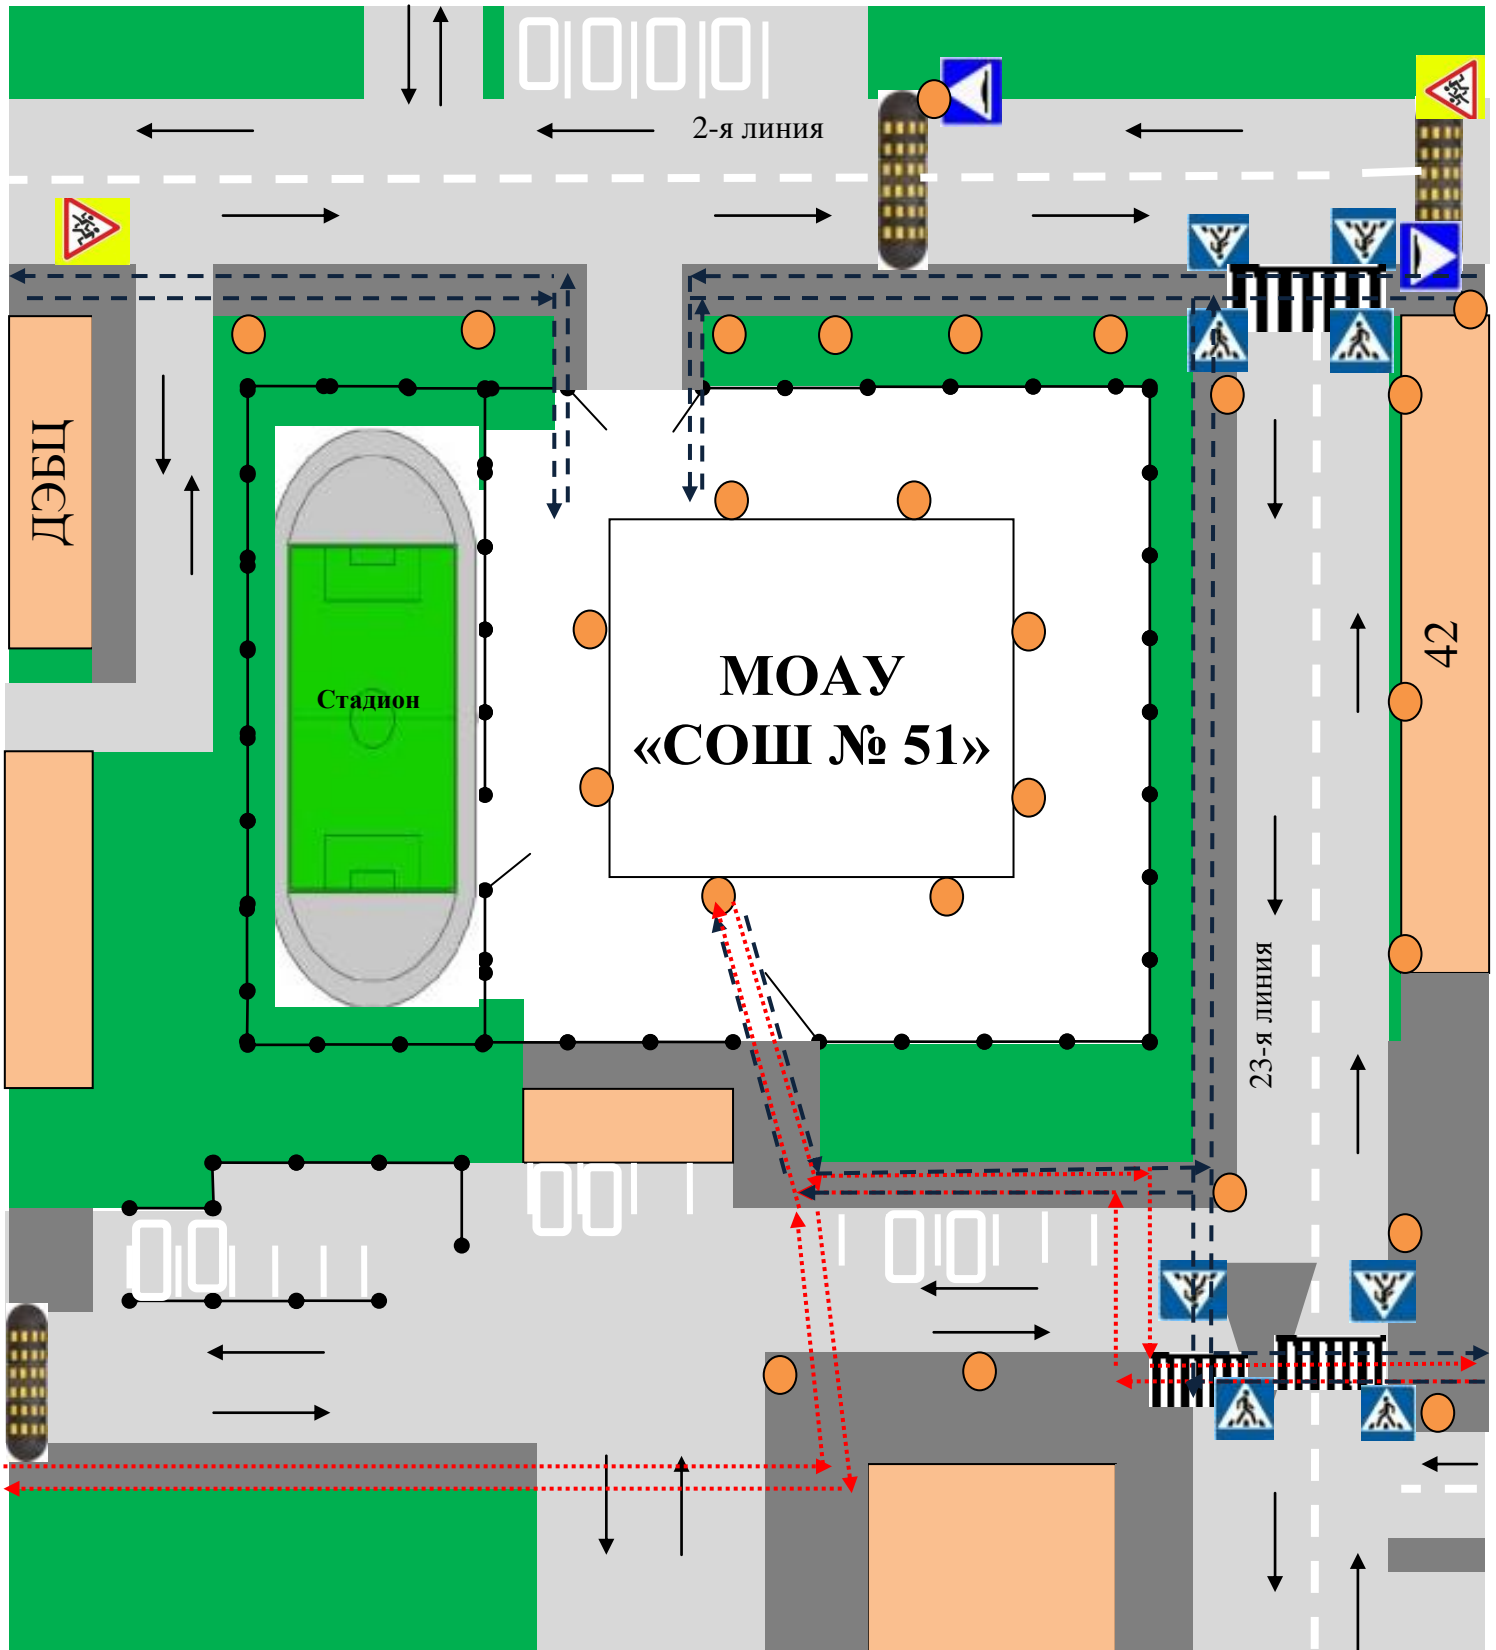 2-я линия
ДЭБЦ
42
Стадион
МОАУ
«СОШ № 51»
23-я линия